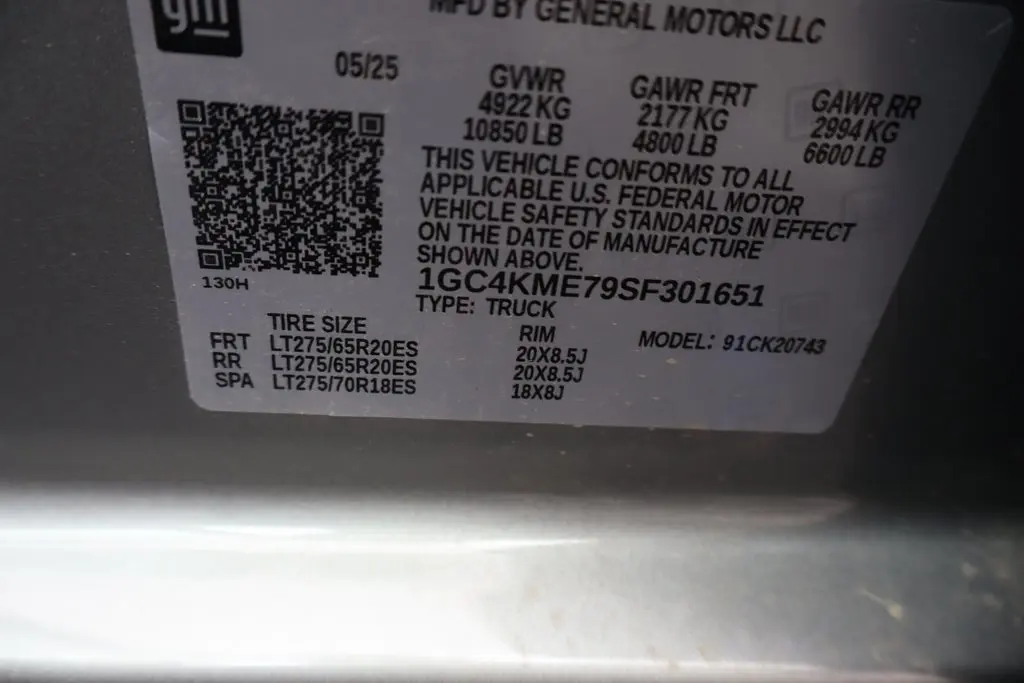 gm
MFD BY GENERAL MOTORS LLC
05/25
GVWR
4922 KG
10850 LB
GAWR FRT
2177 KG
4800 LB
GAWR RR
2994 KG
6600 LB
THIS VEHICLE CONFORMS TO ALL
APPLICABLE U.S. FEDERAL MOTOR
VEHICLE SAFETY STANDARDS IN EFFECT
ON THE DATE OF MANUFACTURE
SHOWN ABOVE.
130H
1GC4KME79SF301651
TYPE: TRUCK
MODEL: 91CK20743
TIRE SIZE RIM
FRT LT275/65R20ES 20X8.5J
RR LT275/65R20ES 20X8.5J
SPA LT275/70R18ES 18X8J